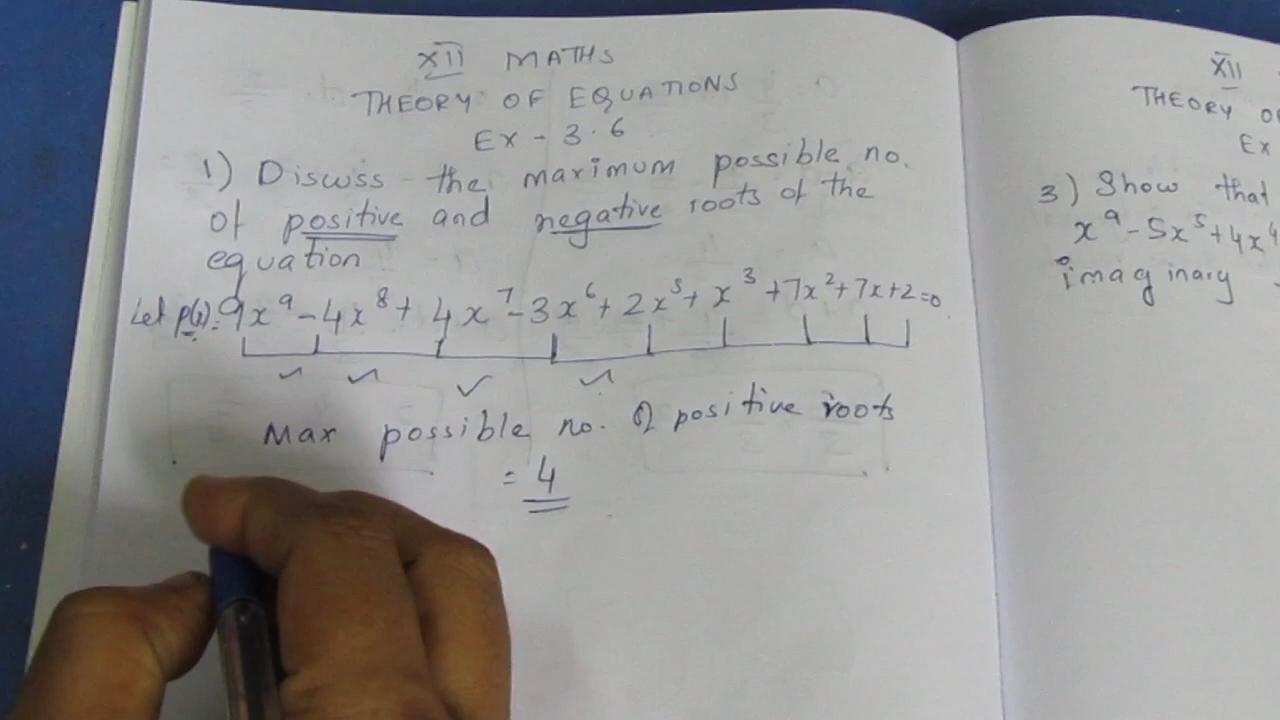 XII MATHS
THEORY OF EQUATIONS
EX - 3.6
1) Discuss the maximum possible no.
of positive and negative roots of the
equation
Let p(x) = 9x⁹ - 4x⁸ + 4x⁷ - 3x⁶ + 2x⁵ + x³ + 7x² + 7x + 2 = 0
Max possible no. of positive roots
= 4
XII
THEORY O
EX
3) Show that
x⁹ - 5x⁵ + 4x⁴
imaginary